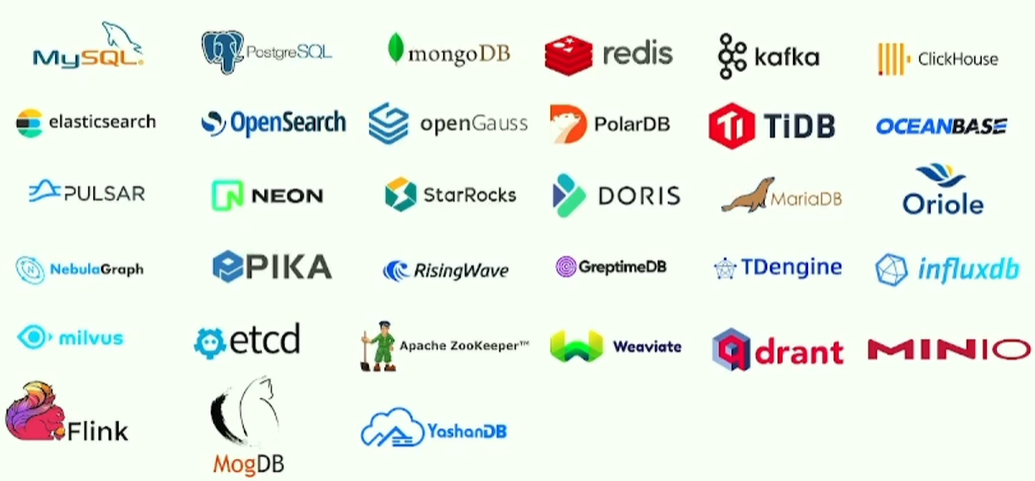 MySQL
PostgreSQL
mongoDB
redis
kafka
ClickHouse
elasticsearch
OpenSearch
openGauss
PolarDB
TiDB
OCEANBASE
PULSAR
NEON
StarRocks
DORIS
MariaDB
Oriole
NebulaGraph
PIKA
RisingWave
GreptimeDB
TDengine
influxdb
milvus
etcd
Apache ZooKeeper™
Weaviate
qdrant
MINIO
Flink
MogDB
YashanDB